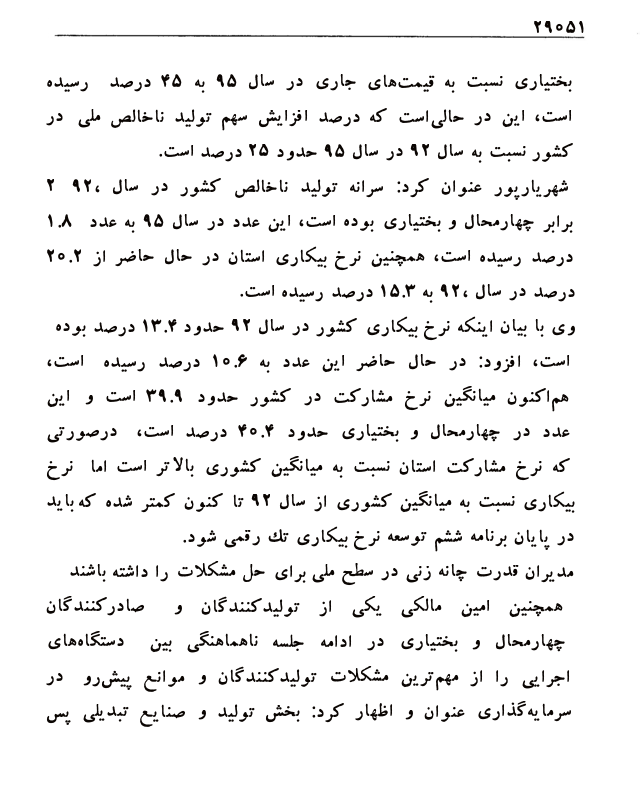 ۲۹۰۵۱
بختیاری نسبت به قیمت‌های جاری در سال ۹۵ به ۴۵ درصد رسیده
است، این در حالی‌است که درصد افزایش سهم تولید ناخالص ملی در
کشور نسبت به سال ۹۲ در سال ۹۵ حدود ۲۵ درصد است.
شهریارپور عنوان کرد: سرانه تولید ناخالص کشور در سال ،۹۲ ۲
برابر چهارمحال و بختیاری بوده است، این عدد در سال ۹۵ به عدد ۱.۸
درصد رسیده است، همچنین نرخ بیکاری استان در حال حاضر از ۲۰.۲
درصد در سال ،۹۲ به ۱۵.۳ درصد رسیده است.
وی با بیان اینکه نرخ بیکاری کشور در سال ۹۲ حدود ۱۳.۴ درصد بوده
است، افزود: در حال حاضر این عدد به ۱۰.۶ درصد رسیده است،
هم‌اکنون میانگین نرخ مشارکت در کشور حدود ۳۹.۹ است و این
عدد در چهارمحال و بختیاری حدود ۴۰.۴ درصد است، درصورتی
که نرخ مشارکت استان نسبت به میانگین کشوری بالاتر است اما نرخ
بیکاری نسبت به میانگین کشوری از سال ۹۲ تا کنون کمتر شده که باید
در پایان برنامه ششم توسعه نرخ بیکاری تك رقمی شود.
مدیران قدرت چانه زنی در سطح ملی برای حل مشکلات را داشته باشند
همچنین امین مالکی یکی از تولیدکنندگان و صادرکنندگان
چهارمحال و بختیاری در ادامه جلسه ناهماهنگی بین دستگاه‌های
اجرایی را از مهم‌ترین مشکلات تولیدکنندگان و موانع پیش‌رو در
سرمایه‌گذاری عنوان و اظهار کرد: بخش تولید و صنایع تبدیلی پس